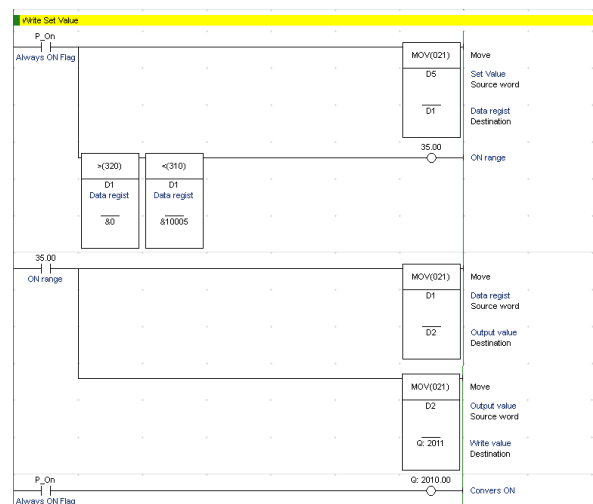 Write Set Value
P_On
Always ON Flag
MOV(021)
Move
D5
Set Value
Source word
D1
Data regist
Destination
35.00
ON range
>(320)
<(310)
D1
D1
Data regist
Data regist
&0
&10005
35.00
ON range
MOV(021)
Move
D1
Data regist
Source word
D2
Output value
Destination
MOV(021)
Move
D2
Output value
Source word
Q: 2011
Write value
Destination
P_On
Always ON Flag
Q: 2010.00
Convers ON